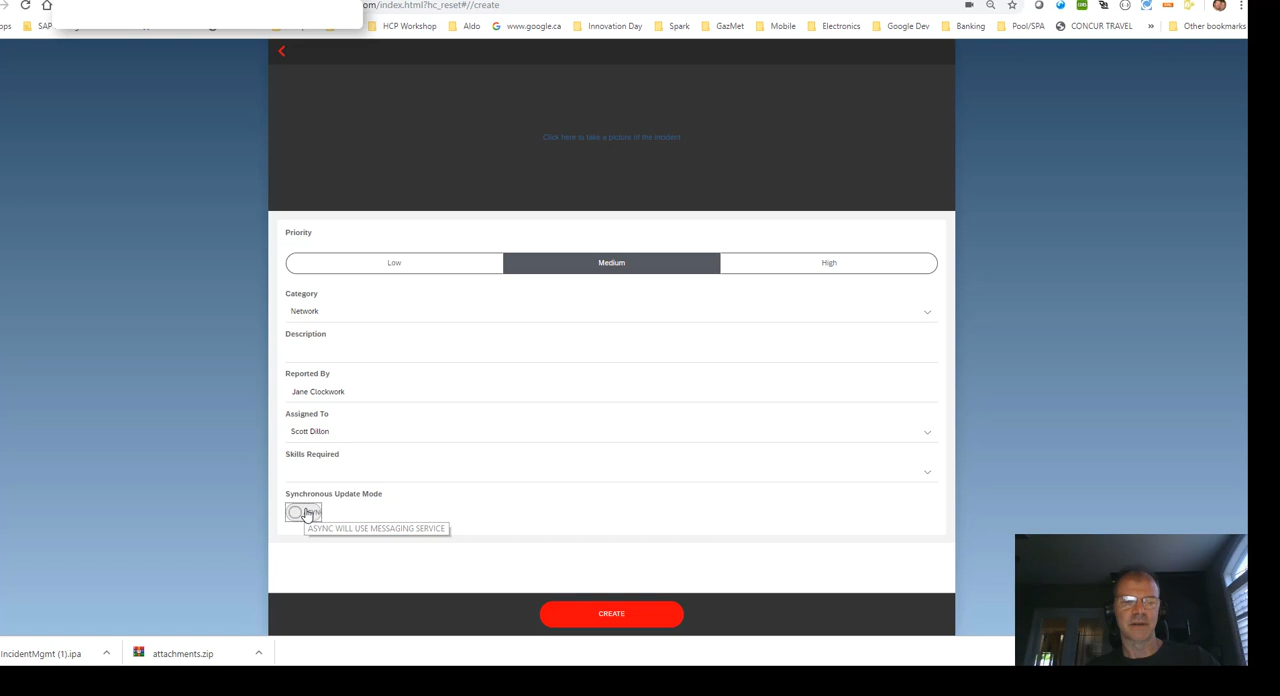 om/index.html?hc_reset#//create
pps SAP HCP Workshop Aldo www.google.ca Innovation Day Spark GazMet Mobile Electronics Google Dev Banking Pool/SPA CONCUR TRAVEL » Other bookmarks
Click here to take a picture of the incident
Priority
Low Medium High
Category
Network
Description
Reported By
Jane Clockwork
Assigned To
Scott Dillon
Skills Required
Synchronous Update Mode
ASYNC WILL USE MESSAGING SERVICE
CREATE
IncidentMgmt (1).ipa attachments.zip